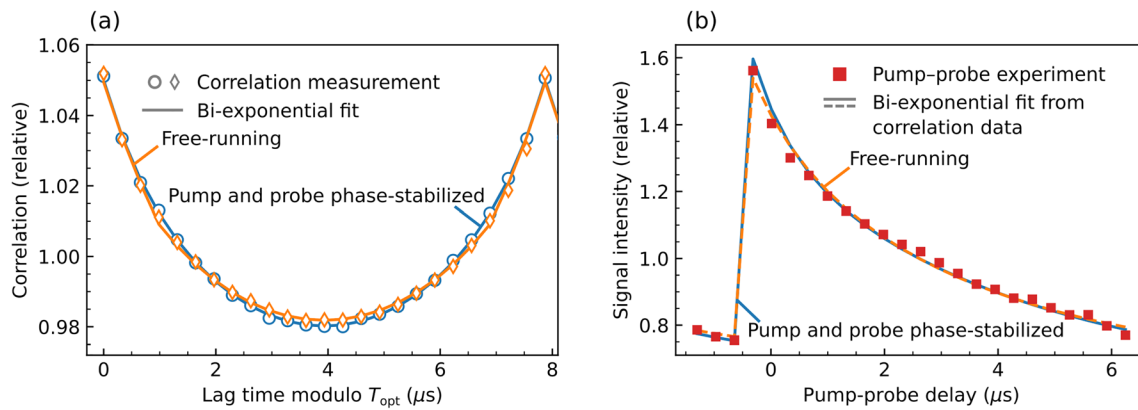 (a)
1.06
1.04
1.02
1.00
0.98
Correlation (relative)
Correlation measurement
Bi-exponential fit
Free-running
Pump and probe phase-stabilized
0
2
4
6
8
Lag time modulo Topt (μs)
(b)
1.6
1.4
1.2
1.0
0.8
Signal intensity (relative)
Pump–probe experiment
Bi-exponential fit from
correlation data
Free-running
Pump and probe phase-stabilized
0
2
4
6
Pump-probe delay (μs)